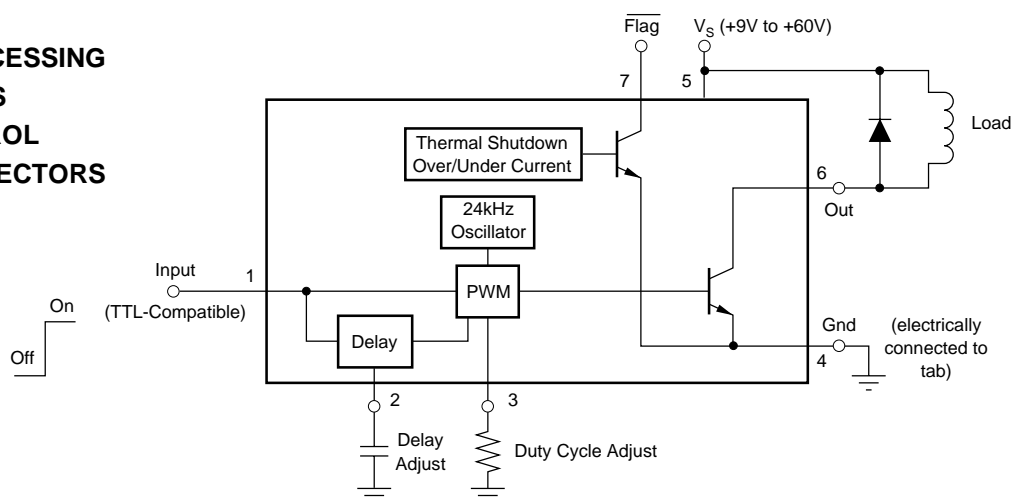 CESSING
S
ROL
ECTORS
Flag
V_S (+9V to +60V)
7
5
Thermal Shutdown
Over/Under Current
Load
6
Out
24kHz
Oscillator
Input
1
(TTL-Compatible)
PWM
On
Off
Delay
Gnd
4
(electrically
connected to
tab)
2
3
Delay
Adjust
Duty Cycle Adjust